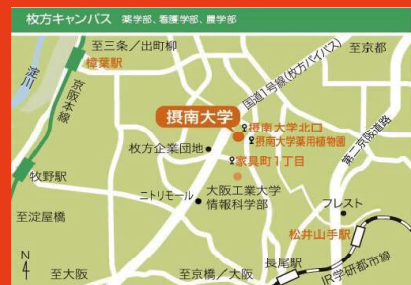 枚方キャンパス 薬学部、看護学部、農学部
至三条／出町柳
樟葉駅
至京都
淀川
京阪本線
国道1号線(枚方バイパス)
摂南大学
摂南大学北口
摂南大学薬用植物園
第二京阪道路
枚方企業団地
家具町1丁目
牧野駅
ニトリモール
大阪工業大学
情報科学部
フレスト
至淀屋橋
松井山手駅
N
4
至大阪
至京橋／大阪
長尾駅
JR学研都市線